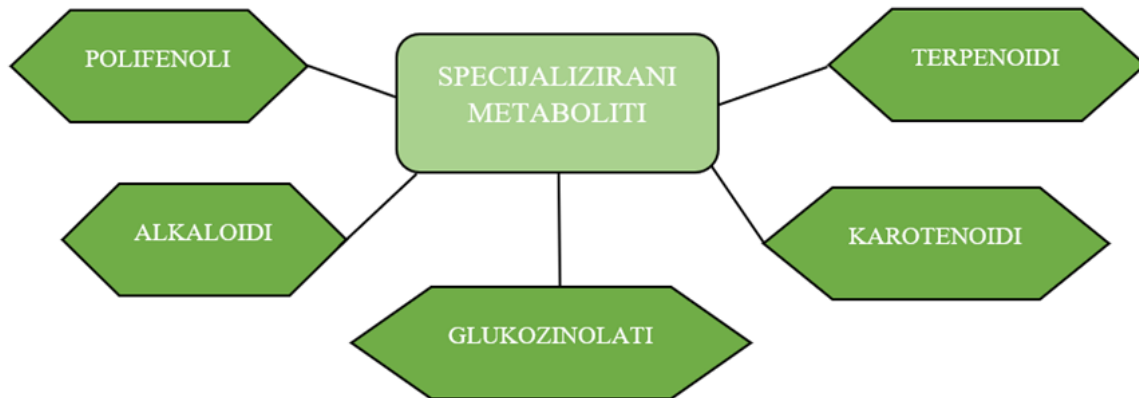 POLIFENOLI
SPECIJALIZIRANI
METABOLITI
TERPENOIDI
ALKALOIDI
KAROTENOIDI
GLUKOZINOLATI